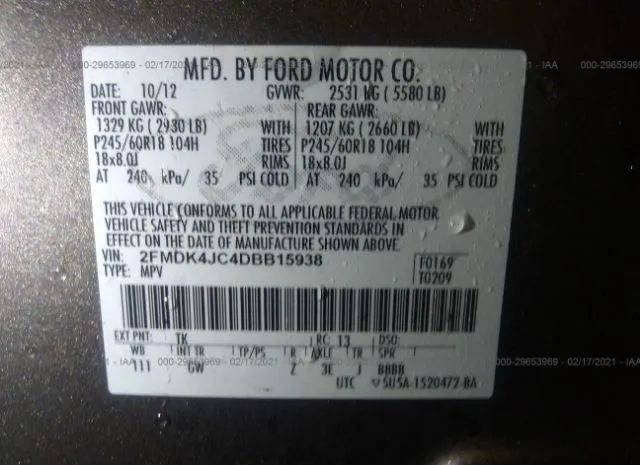 MFD. BY FORD MOTOR CO.
DATE: 10/12 GVWR: 2531 KG ( 5580 LB)
FRONT GAWR: REAR GAWR:
1329 KG ( 2930 LB) WITH 1207 KG ( 2660 LB) WITH
P245/60R18 104H TIRES P245/60R18 104H TIRES
18x8.0J RIMS 18x8.0J RIMS
AT 240 kPa/ 35 PSI COLD AT 240 kPa/ 35 PSI COLD
THIS VEHICLE CONFORMS TO ALL APPLICABLE FEDERAL MOTOR
VEHICLE SAFETY AND THEFT PREVENTION STANDARDS IN
EFFECT ON THE DATE OF MANUFACTURE SHOWN ABOVE.
VIN: 2FMDK4JC4DBB15938 F0169
TYPE: MPV T0209
EXT PNT: TK RC: 13 DSO:
WB INT TR TP/PS R AXLE TR SPR
111 GW Z 3E J BBBB
UTC 5U5A-1520472-BA
000-29653969 - 02/17/2021 - IAA